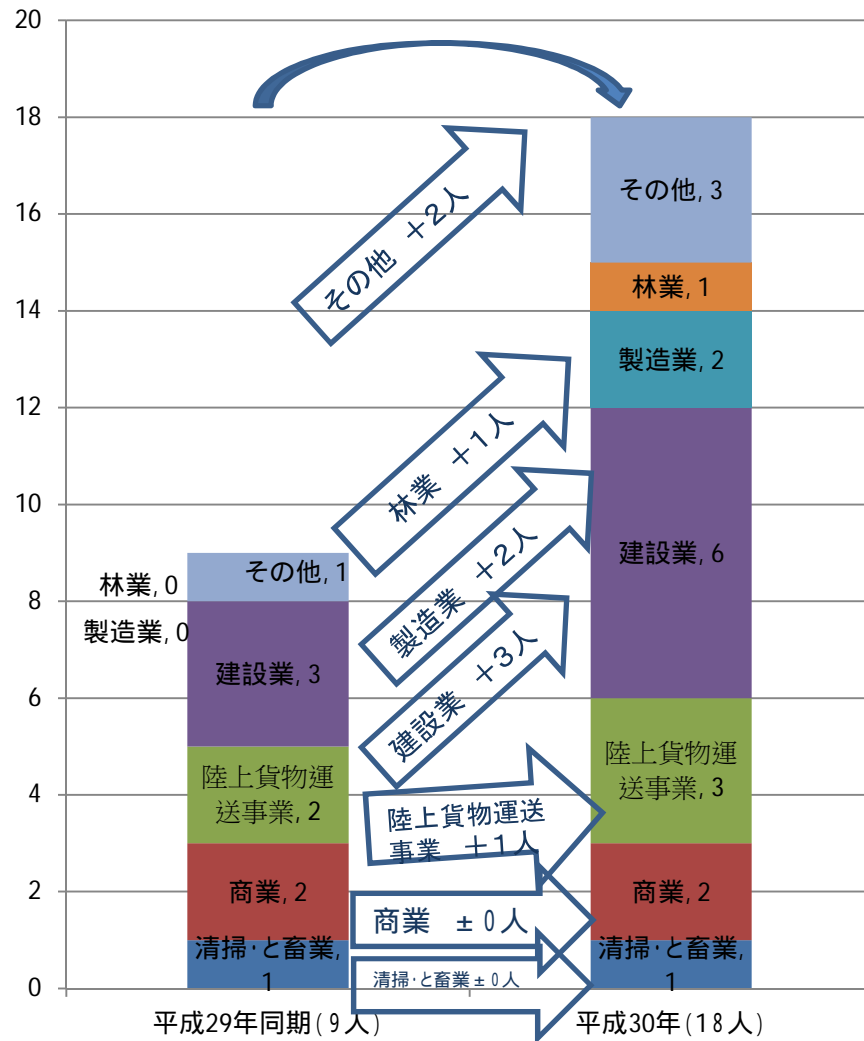 20
18
16
14
12
10
8
6
4
2
0
その他, 1
林業, 0
製造業, 0
建設業, 3
陸上貨物運
送事業, 2
商業, 2
清掃・と畜業,
1
その他　＋2人
林業　＋1人
製造業　＋2人
建設業　＋3人
陸上貨物運送
事業　＋1人
商業　±0人
清掃・と畜業±0人
その他, 3
林業, 1
製造業, 2
建設業, 6
陸上貨物運
送事業, 3
商業, 2
清掃・と畜業,
1
平成29年同期(9人)
平成30年(18人)